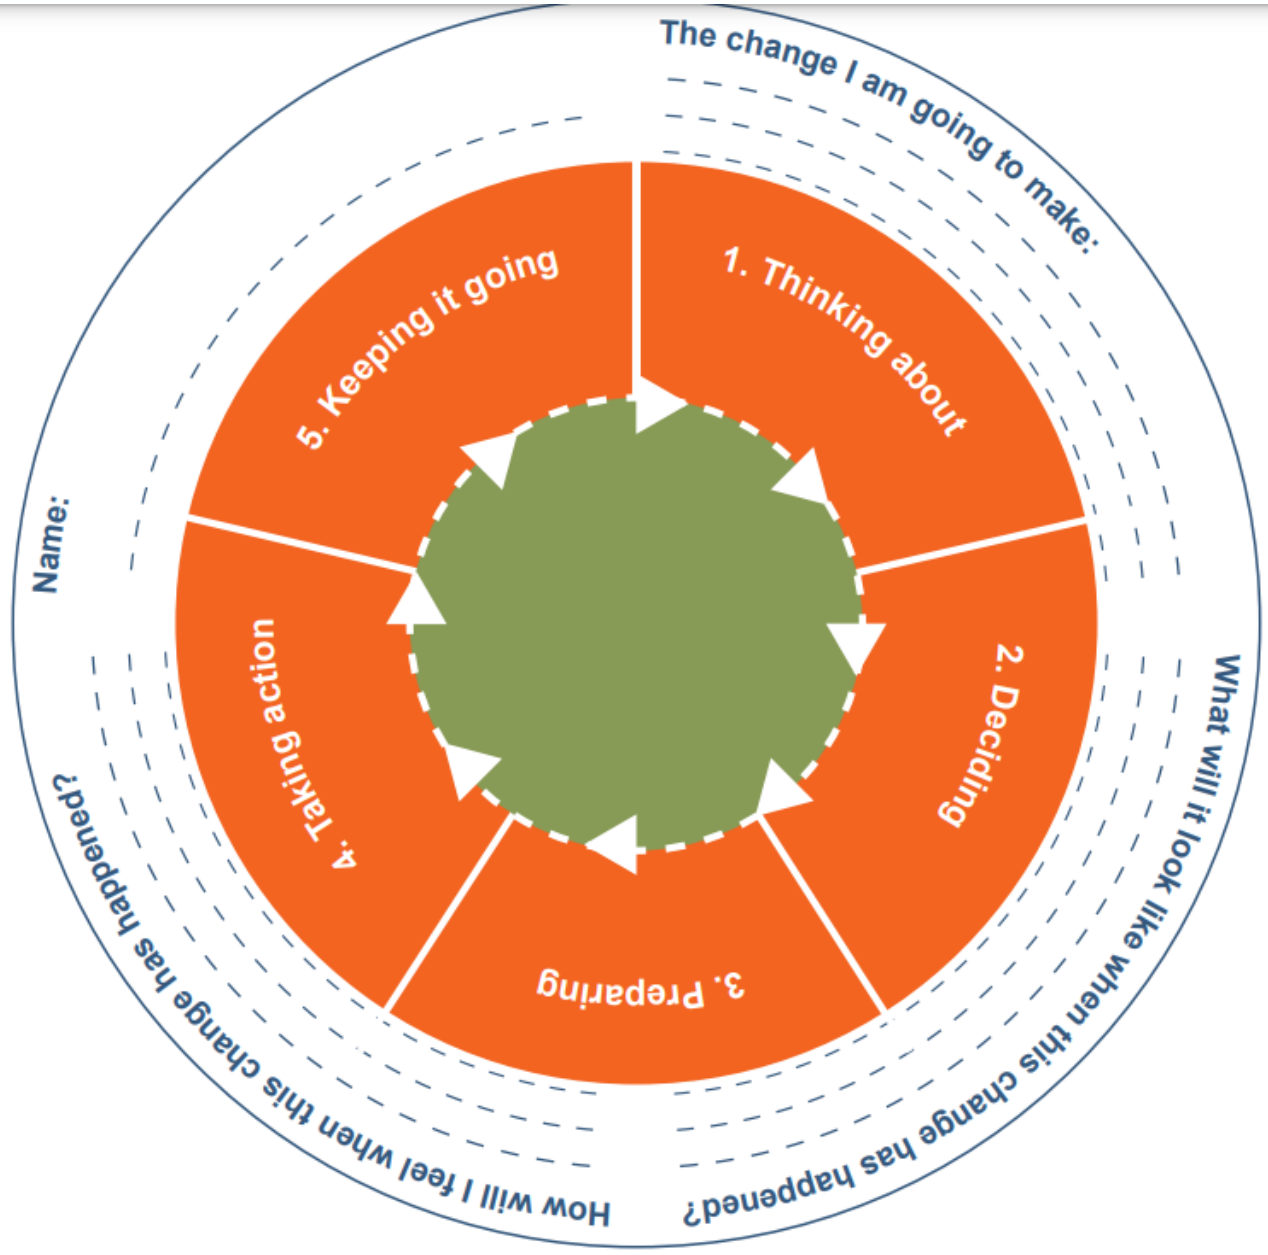 The change I am going to make:
What will it look like when this change has happened?
How will I feel when this change has happened?
Name:
1. Thinking about
2. Deciding
3. Preparing
4. Taking action
5. Keeping it going